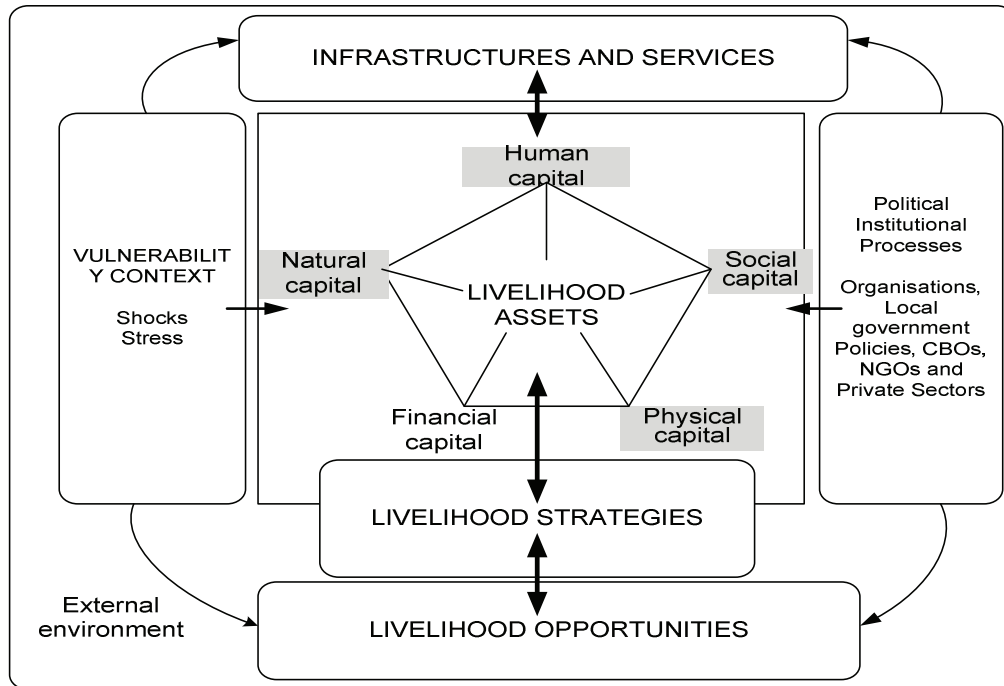 INFRASTRUCTURES AND SERVICES
Human
capital
VULNERABILIT
Y CONTEXT
Shocks
Stress
Natural
capital
LIVELIHOOD
ASSETS
Social
capital
Political
Institutional
Processes
Organisations,
Local
government
Policies, CBOs,
NGOs and
Private Sectors
Financial
capital
Physical
capital
LIVELIHOOD STRATEGIES
External
environment
LIVELIHOOD OPPORTUNITIES